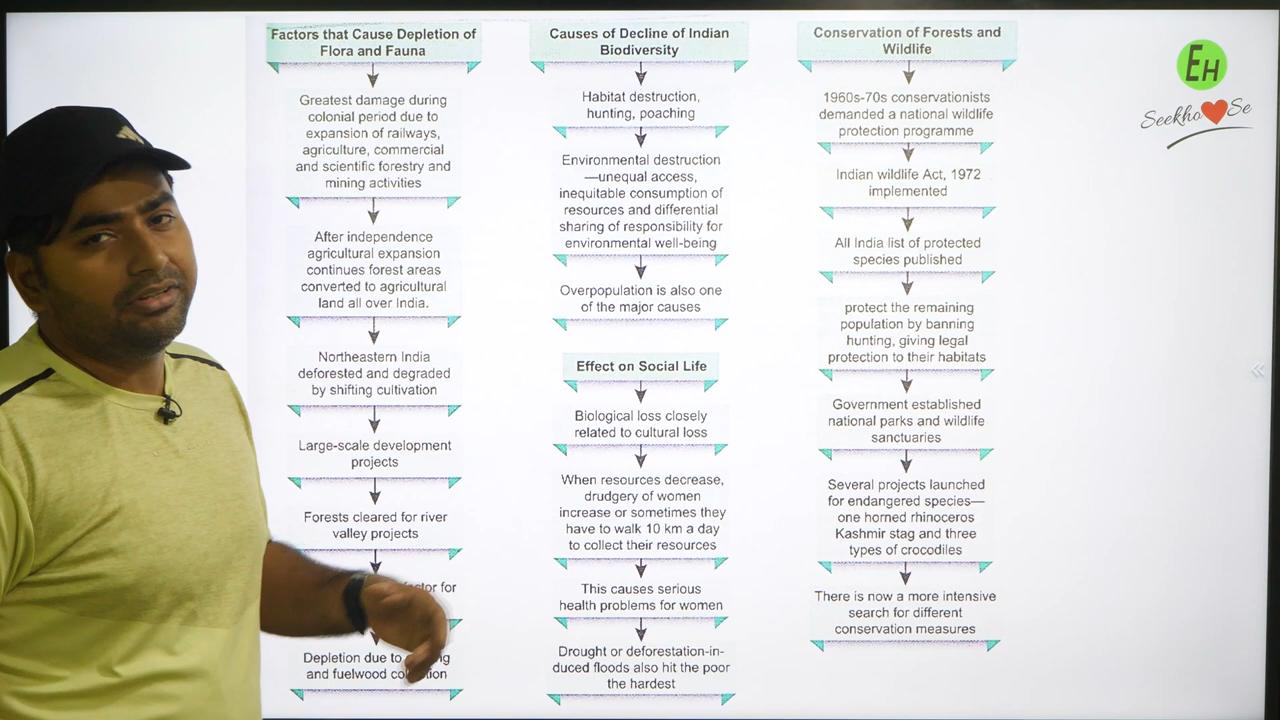 Factors that Cause Depletion of
Flora and Fauna
Greatest damage during
colonial period due to
expansion of railways,
agriculture, commercial
and scientific forestry and
mining activities
After independence
agricultural expansion
continues forest areas
converted to agricultural
land all over India.
Northeastern India
deforested and degraded
by shifting cultivation
Large-scale development
projects
Forests cleared for river
valley projects
for
Depletion due to
and fuelwood
Causes of Decline of Indian
Biodiversity
Habitat destruction,
hunting, poaching
Environmental destruction
—unequal access,
inequitable consumption of
resources and differential
sharing of responsibility for
environmental well-being
Overpopulation is also one
of the major causes
Effect on Social Life
Biological loss closely
related to cultural loss
When resources decrease,
drudgery of women
increase or sometimes they
have to walk 10 km a day
to collect their resources
This causes serious
health problems for women
Drought or deforestation-in-
duced floods also hit the poor
the hardest
Conservation of Forests and
Wildlife
1960s-70s conservationists
demanded a national wildlife
protection programme
Indian wildlife Act, 1972
implemented
All India list of protected
species published
protect the remaining
population by banning
hunting, giving legal
protection to their habitats
Government established
national parks and wildlife
sanctuaries
Several projects launched
for endangered species—
one horned rhinoceros
Kashmir stag and three
types of crocodiles
There is now a more intensive
search for different
conservation measures
EH
Seekho Se